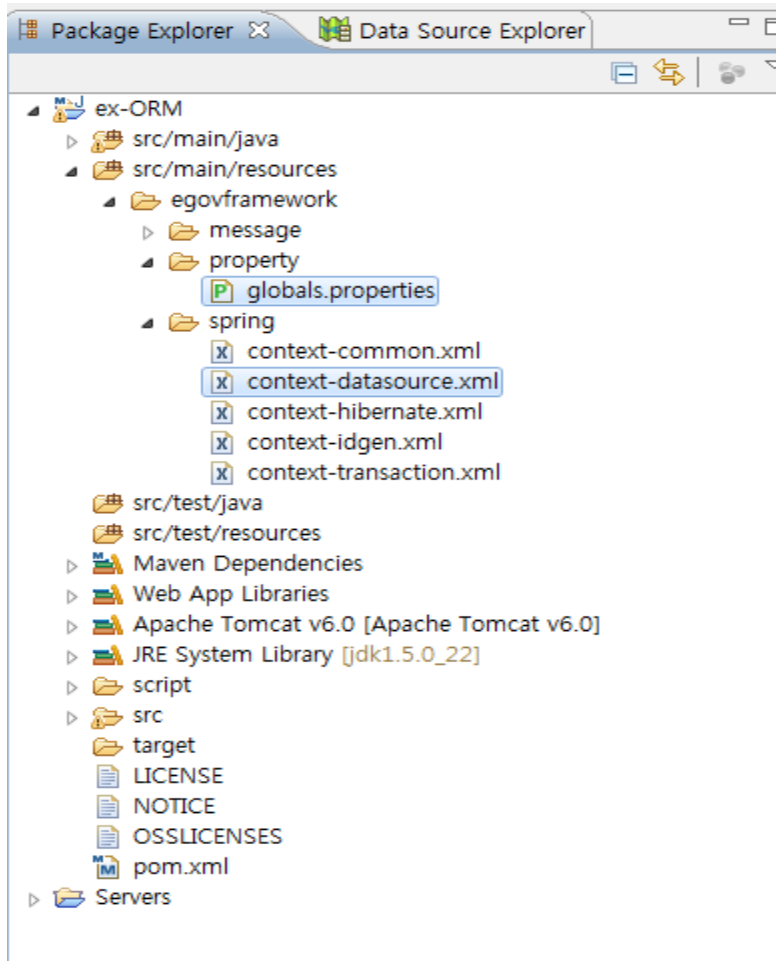 Package Explorer Data Source Explorer
ex-ORM
src/main/java
src/main/resources
egovframework
message
property
globals.properties
spring
context-common.xml
context-datasource.xml
context-hibernate.xml
context-idgen.xml
context-transaction.xml
src/test/java
src/test/resources
Maven Dependencies
Web App Libraries
Apache Tomcat v6.0 [Apache Tomcat v6.0]
JRE System Library [jdk1.5.0_22]
script
src
target
LICENSE
NOTICE
OSSLICENSES
pom.xml
Servers